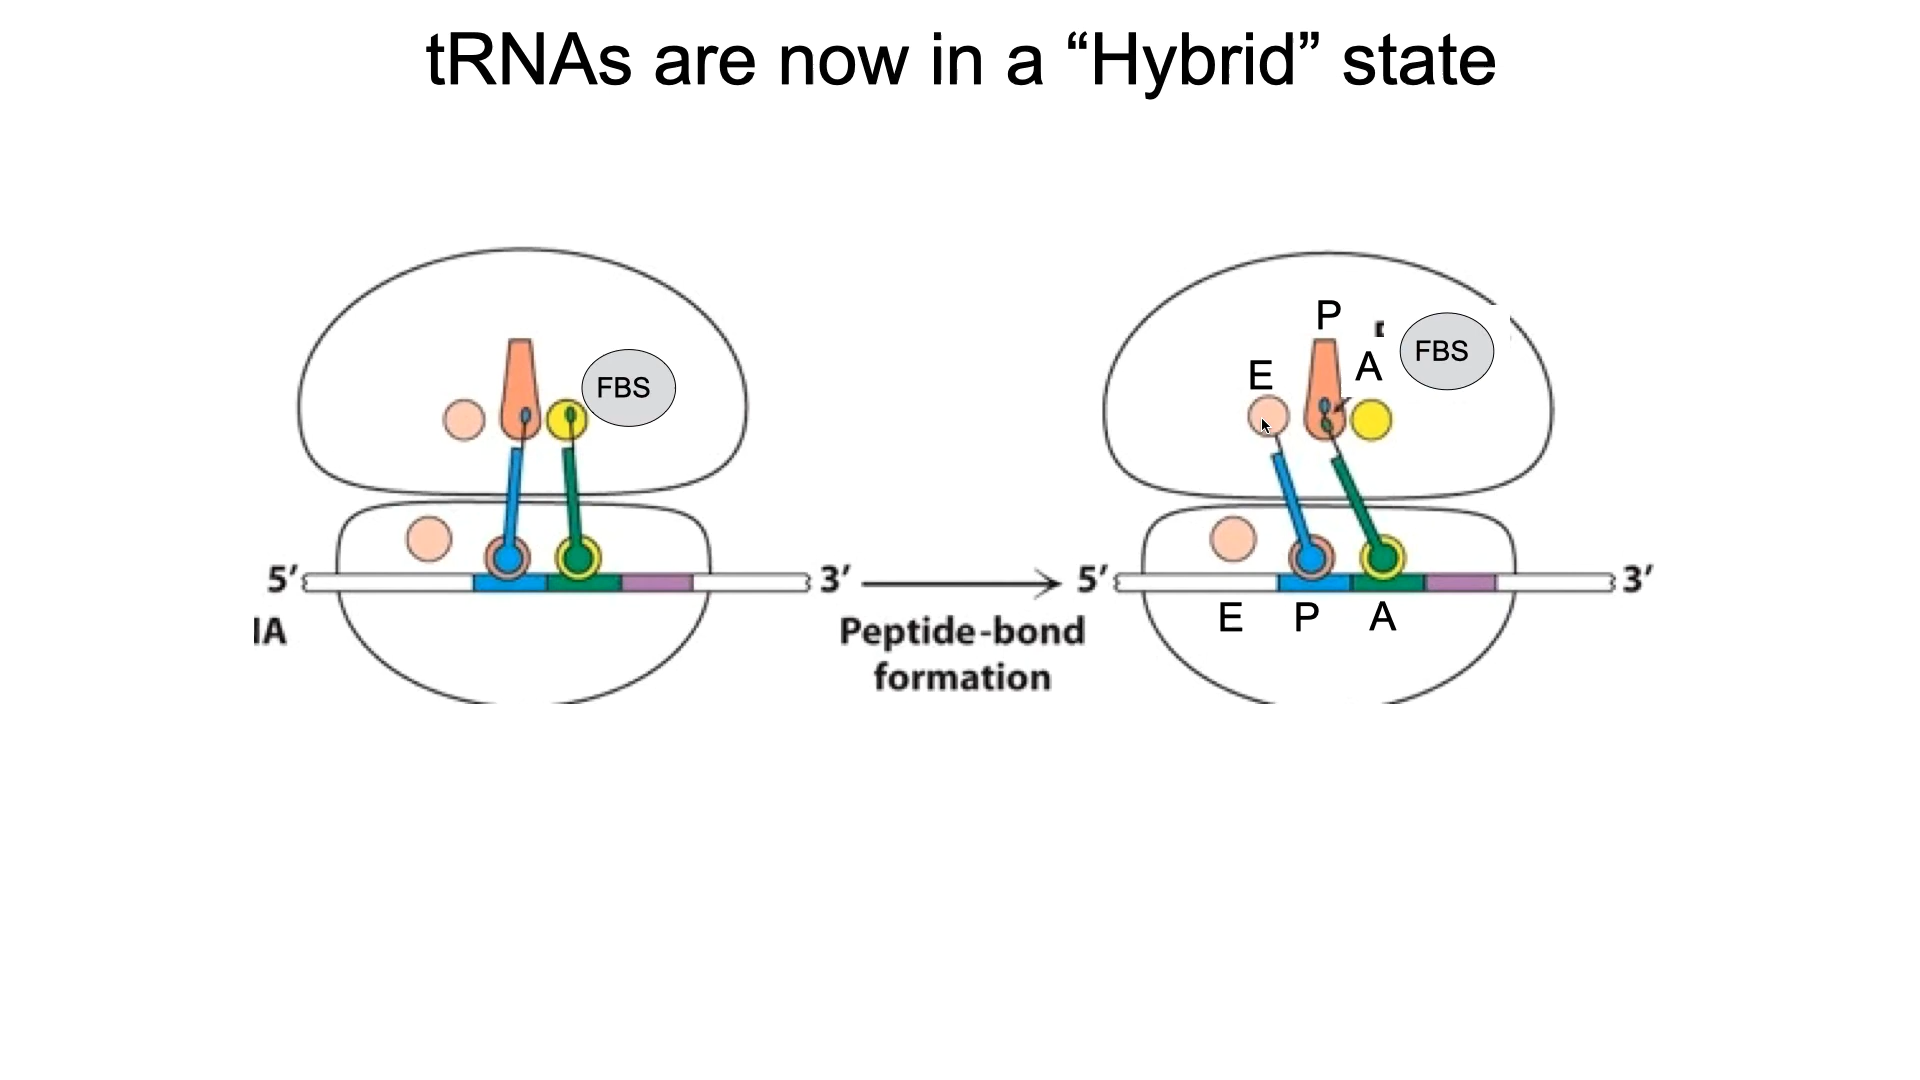 tRNAs are now in a “Hybrid” state
FBS
5′
3′
IA
Peptide-bond
formation
P
E
A
FBS
5′
3′
E P A